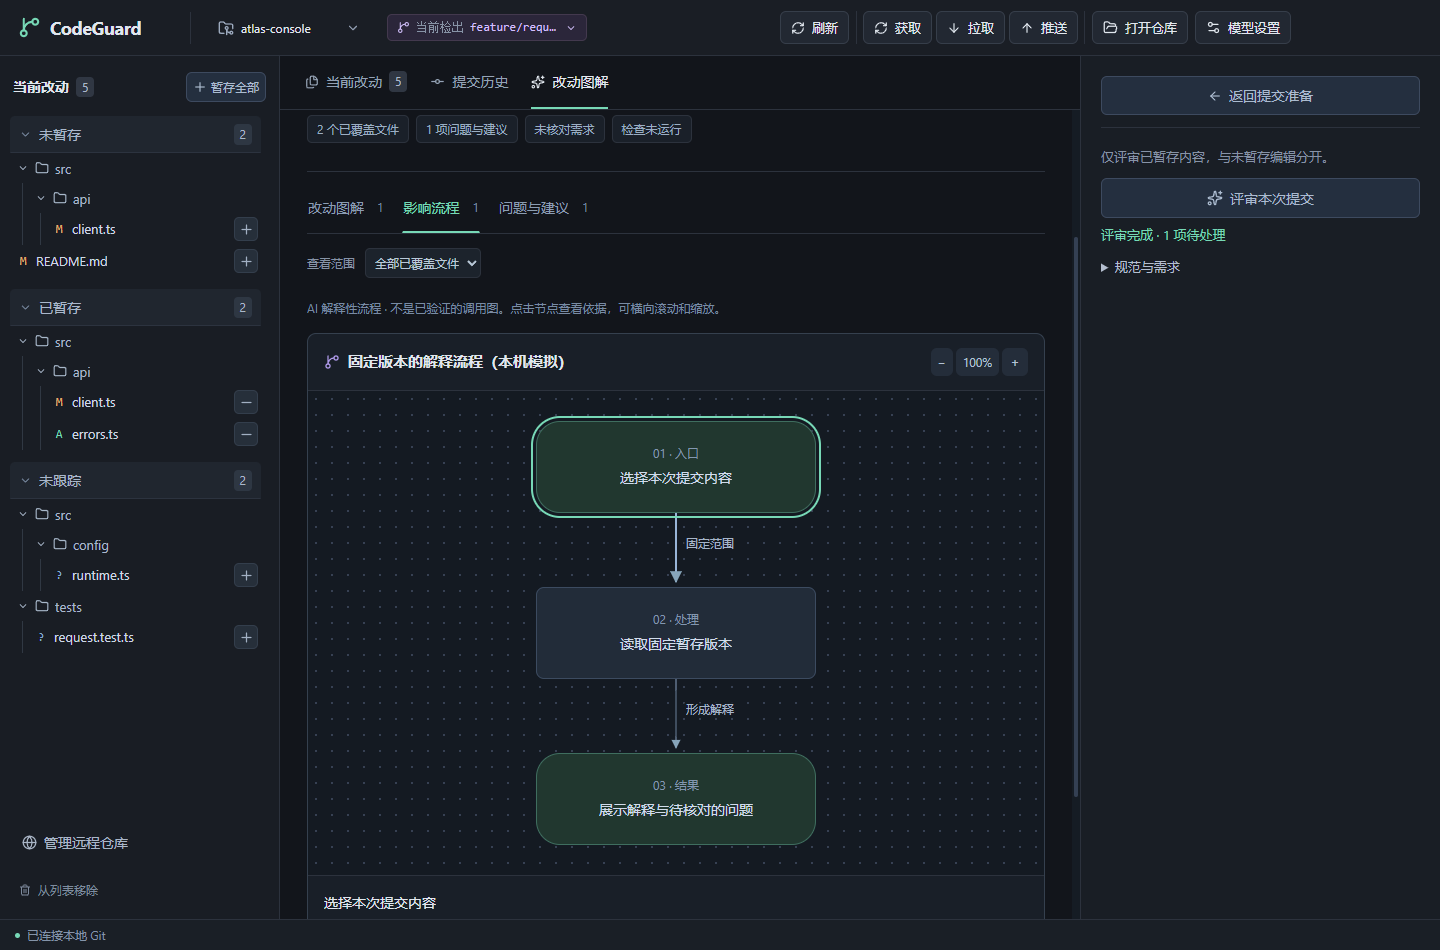 CodeGuard
atlas-console
当前检出 feature/requ…
刷新
获取
拉取
推送
打开仓库
模型设置
当前改动 5
暂存全部
未暂存 2
src
api
M client.ts
M README.md
已暂存 2
src
api
M client.ts
A errors.ts
未跟踪 2
src
config
? runtime.ts
tests
? request.test.ts
管理远程仓库
从列表移除
当前改动 5
提交历史
改动图解
2 个已覆盖文件
1 项问题与建议
未核对需求
检查未运行
改动图解 1
影响流程 1
问题与建议 1
查看范围 全部已覆盖文件
AI 解释性流程 · 不是已验证的调用图。点击节点查看依据，可横向滚动和缩放。
固定版本的解释流程（本机模拟）
− 100% +
01 · 入口
选择本次提交内容
固定范围
02 · 处理
读取固定暂存版本
形成解释
03 · 结果
展示解释与待核对的问题
选择本次提交内容
返回提交准备
仅评审已暂存内容，与未暂存编辑分开。
评审本次提交
评审完成 · 1 项待处理
规范与需求
已连接本地 Git